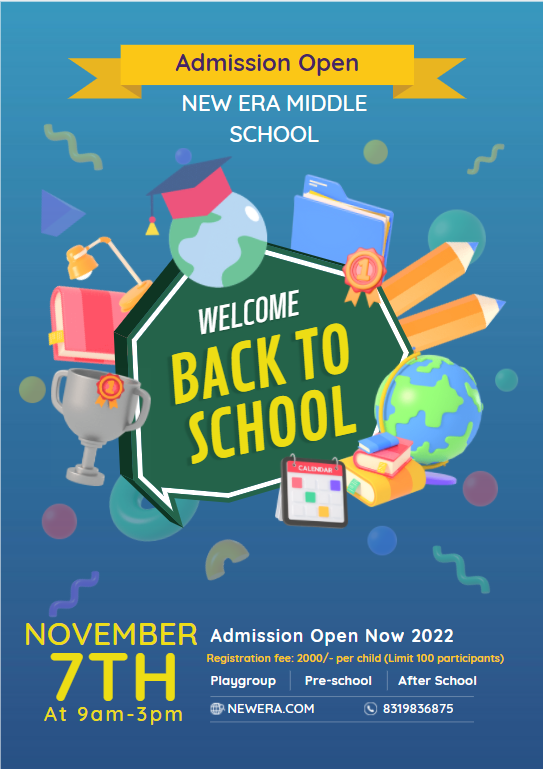 Admission Open
NEW ERA MIDDLE
SCHOOL
WELCOME
BACK TO
SCHOOL
CALENDAR
NOVEMBER
7TH
At 9am-3pm
Admission Open Now 2022
Registration fee: 2000/- per child (Limit 100 participants)
Playgroup Pre-school After School
NEWERA.COM 8319836875